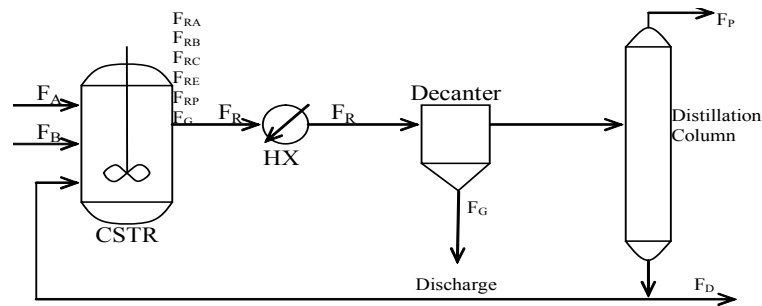 F_RA
F_RB
F_RC
F_RE
F_RP
F_G
F_A
F_B
CSTR
F_R
HX
F_R
Decanter
F_G
Discharge
F_P
Distillation
Column
F_D